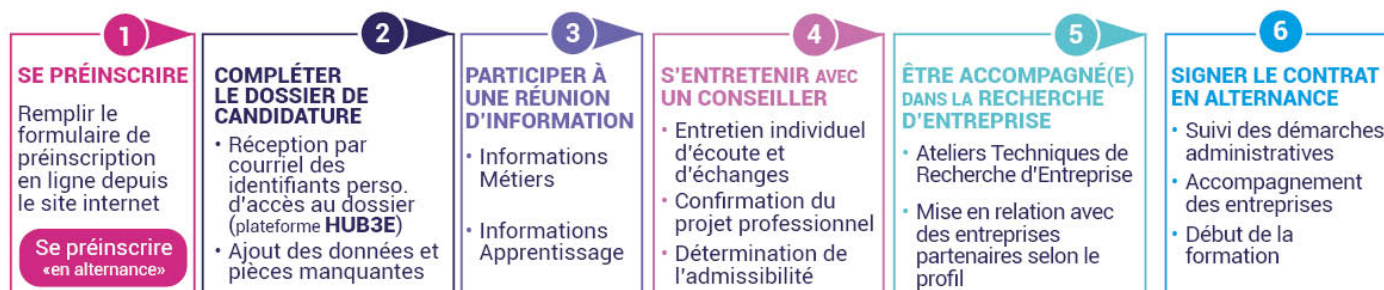 1
SE PRÉINSCRIRE
Remplir le
formulaire de
préinscription
en ligne depuis
le site internet
Se préinscrire
«en alternance»
2
COMPLÉTER
LE DOSSIER DE
CANDIDATURE
• Réception par
courriel des
identifiants perso.
d'accès au dossier
(plateforme HUB3E)
• Ajout des données et
pièces manquantes
3
PARTICIPER À
UNE RÉUNION
D'INFORMATION
• Informations
Métiers
• Informations
Apprentissage
4
S'ENTRETENIR AVEC
UN CONSEILLER
• Entretien individuel
d'écoute et
d'échanges
• Confirmation du
projet professionnel
• Détermination de
l'admissibilité
5
ÊTRE ACCOMPAGNÉ(E)
DANS LA RECHERCHE
D'ENTREPRISE
• Ateliers Techniques de
Recherche d'Entreprise
• Mise en relation avec
des entreprises
partenaires selon le
profil
6
SIGNER LE CONTRAT
EN ALTERNANCE
• Suivi des démarches
administratives
• Accompagnement
des entreprises
• Début de la
formation